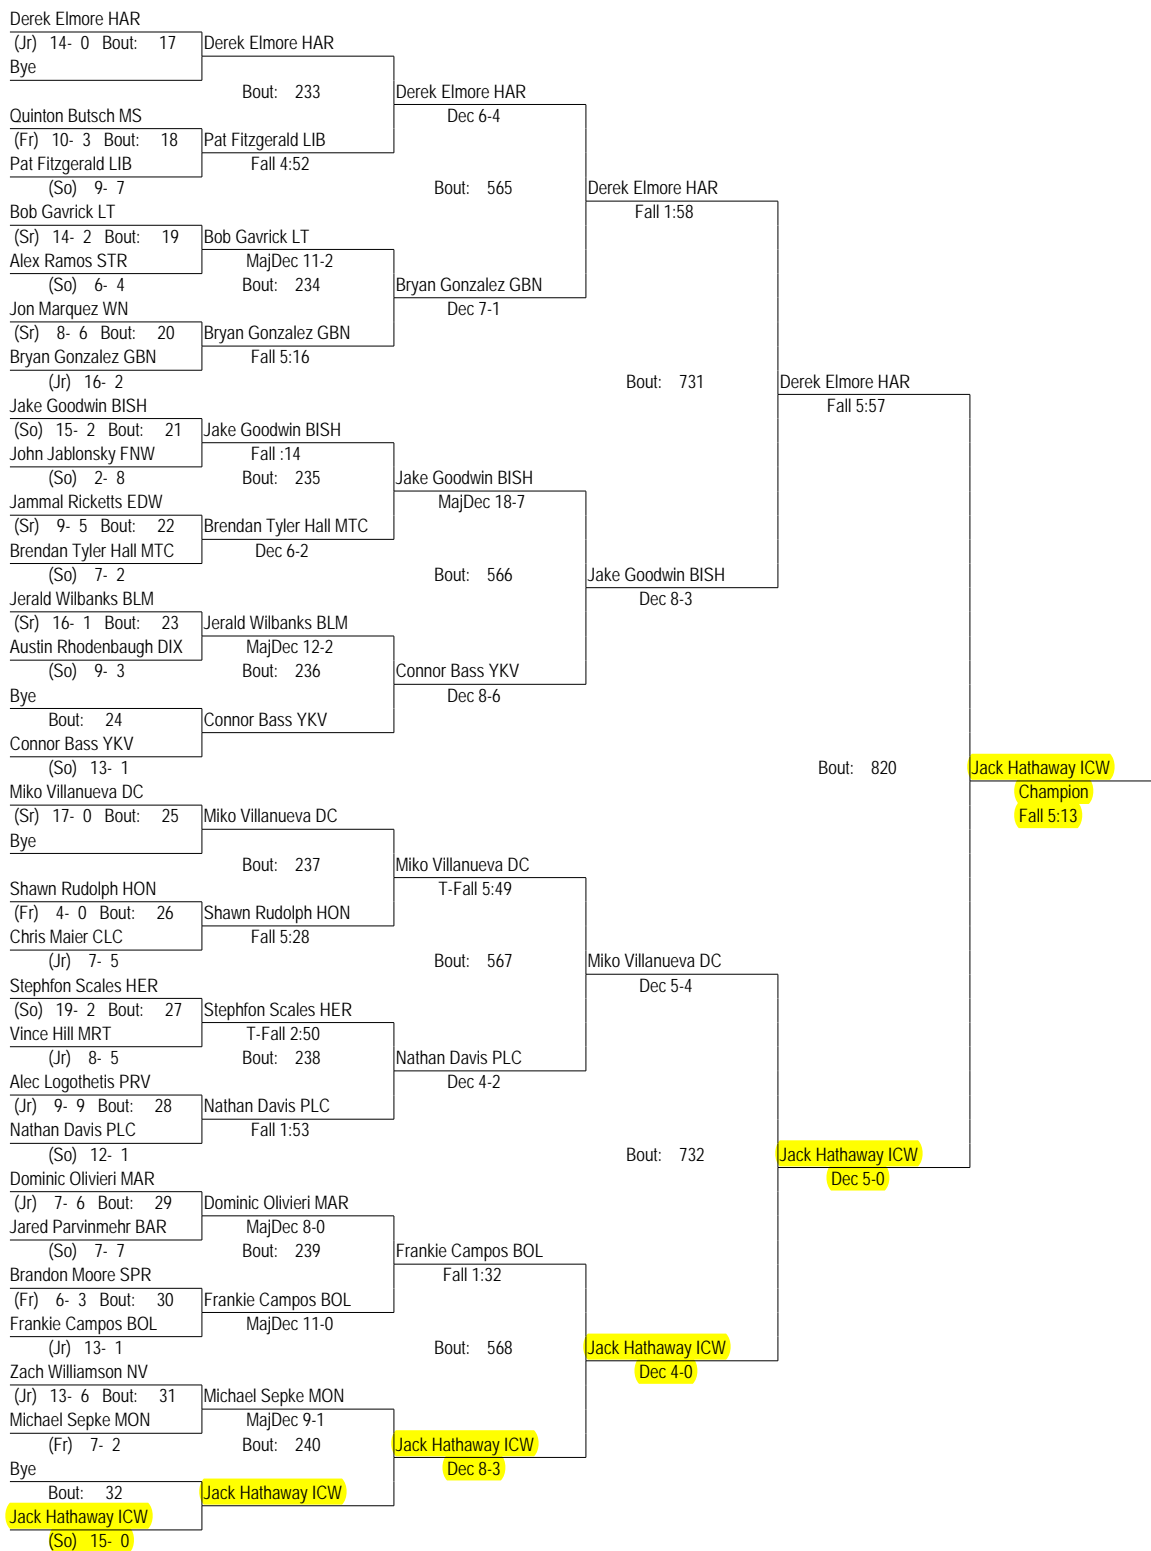 Derek Elmore HAR
(Jr) 14- 0 Bout: 17 Derek Elmore HAR
Bye
Bout: 233 Derek Elmore HAR
Quinton Butsch MS Dec 6-4
(Fr) 10- 3 Bout: 18 Pat Fitzgerald LIB
Pat Fitzgerald LIB Fall 4:52
(So) 9- 7 Bout: 565 Derek Elmore HAR
Bob Gavrick LT Fall 1:58
(Sr) 14- 2 Bout: 19 Bob Gavrick LT
Alex Ramos STR MajDec 11-2
(So) 6- 4 Bout: 234 Bryan Gonzalez GBN
Jon Marquez WN Dec 7-1
(Sr) 8- 6 Bout: 20 Bryan Gonzalez GBN
Bryan Gonzalez GBN Fall 5:16
(Jr) 16- 2 Bout: 731 Derek Elmore HAR
Jake Goodwin BISH Fall 5:57
(So) 15- 2 Bout: 21 Jake Goodwin BISH
John Jablonsky FNW Fall :14
(So) 2- 8 Bout: 235 Jake Goodwin BISH
Jammal Ricketts EDW MajDec 18-7
(Sr) 9- 5 Bout: 22 Brendan Tyler Hall MTC
Brendan Tyler Hall MTC Dec 6-2
(So) 7- 2 Bout: 566 Jake Goodwin BISH
Jerald Wilbanks BLM Dec 8-3
(Sr) 16- 1 Bout: 23 Jerald Wilbanks BLM
Austin Rhodenbaugh DIX MajDec 12-2
(So) 9- 3 Bout: 236 Connor Bass YKV
Bye Dec 8-6
Bout: 24 Connor Bass YKV
Connor Bass YKV
(So) 13- 1 Bout: 820 Jack Hathaway ICW
Miko Villanueva DC Champion
(Sr) 17- 0 Bout: 25 Miko Villanueva DC Fall 5:13
Bye
Bout: 237 Miko Villanueva DC
Shawn Rudolph HON T-Fall 5:49
(Fr) 4- 0 Bout: 26 Shawn Rudolph HON
Chris Maier CLC Fall 5:28
(Jr) 7- 5 Bout: 567 Miko Villanueva DC
Stephfon Scales HER Dec 5-4
(So) 19- 2 Bout: 27 Stephfon Scales HER
Vince Hill MRT T-Fall 2:50
(Jr) 8- 5 Bout: 238 Nathan Davis PLC
Alec Logothetis PRV Dec 4-2
(Jr) 9- 9 Bout: 28 Nathan Davis PLC
Nathan Davis PLC Fall 1:53
(So) 12- 1 Bout: 732 Jack Hathaway ICW
Dominic Olivieri MAR Dec 5-0
(Jr) 7- 6 Bout: 29 Dominic Olivieri MAR
Jared Parvinmehr BAR MajDec 8-0
(So) 7- 7 Bout: 239 Frankie Campos BOL
Brandon Moore SPR Fall 1:32
(Fr) 6- 3 Bout: 30 Frankie Campos BOL
Frankie Campos BOL MajDec 11-0
(Jr) 13- 1 Bout: 568 Jack Hathaway ICW
Zach Williamson NV Dec 4-0
(Jr) 13- 6 Bout: 31 Michael Sepke MON
Michael Sepke MON MajDec 9-1
(Fr) 7- 2 Bout: 240 Jack Hathaway ICW
Bye Dec 8-3
Bout: 32 Jack Hathaway ICW
Jack Hathaway ICW
(So) 15- 0